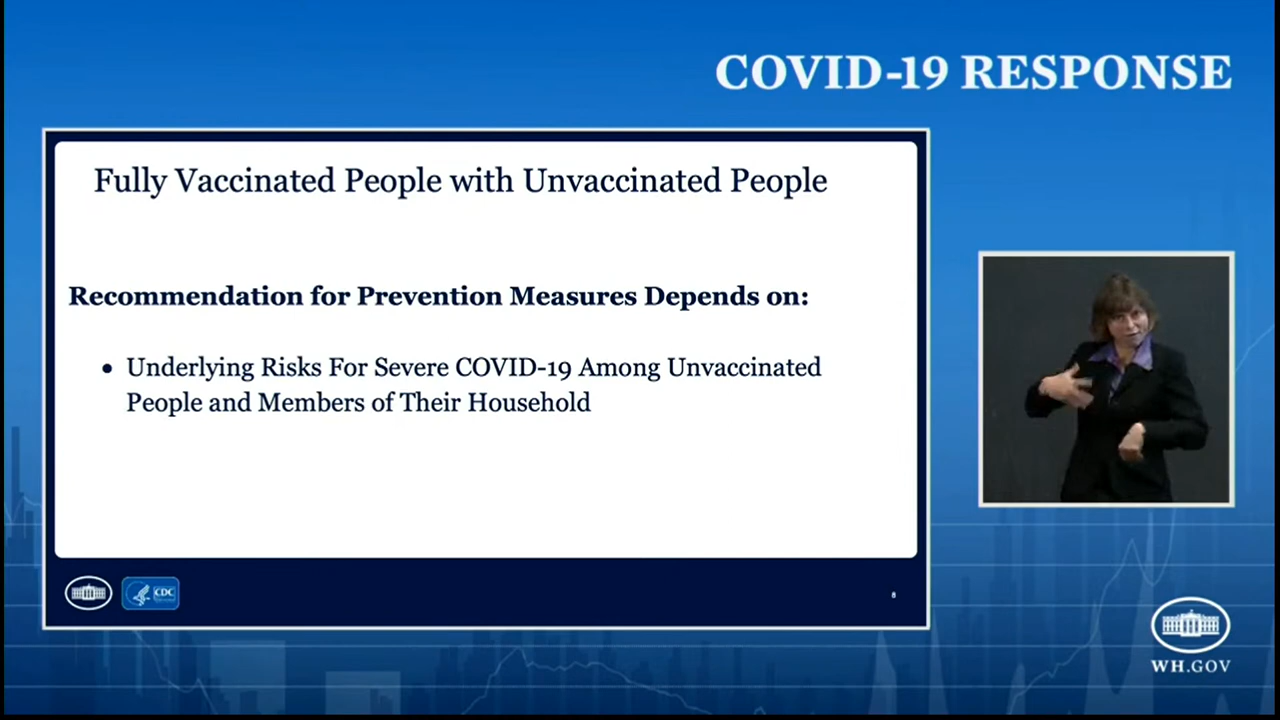 COVID-19 RESPONSE
Fully Vaccinated People with Unvaccinated People
Recommendation for Prevention Measures Depends on:
• Underlying Risks For Severe COVID-19 Among Unvaccinated
People and Members of Their Household
CDC
8
WH.GOV